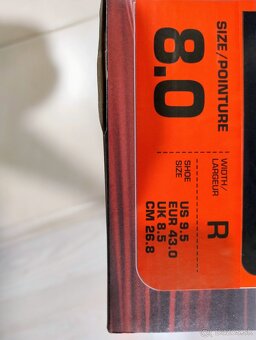 SIZE/POINTURE
8.0
WIDTH/
LARGEUR
R
SHOE
SIZE
US 9.5
EUR 43.0
UK 8.5
CM 26.8